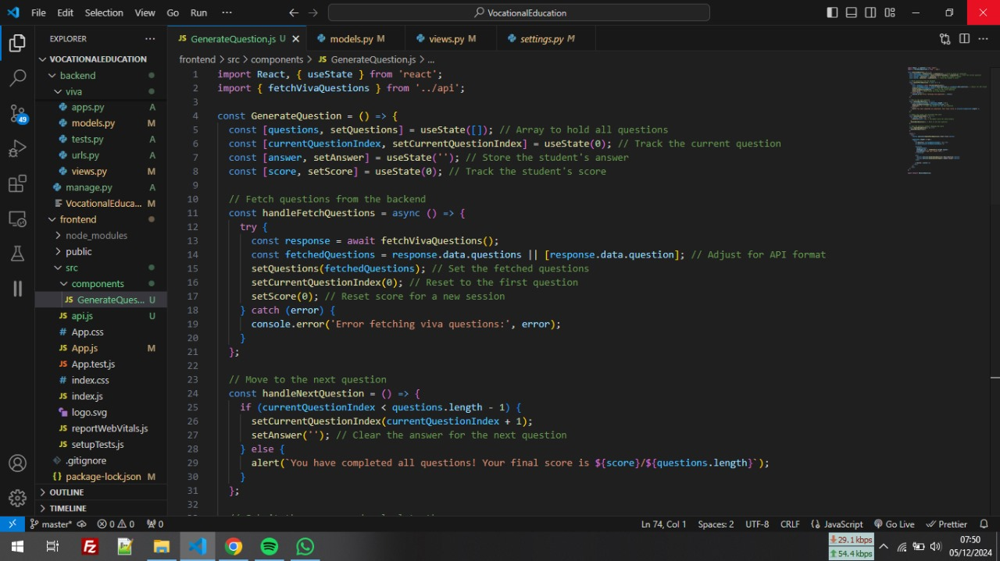 File Edit Selection View Go Run ··· VocationalEducation
EXPLORER ···
VOCATIONALEDUCATION
backend
viva
apps.py A
models.py M
tests.py A
urls.py A
views.py M
manage.py A
VocationalEduca... M
frontend
node_modules
public
src
components
JS GenerateQues... U
JS api.js U
# App.css
JS App.js M
JS App.test.js
# index.css
JS index.js
logo.svg
JS reportWebVitals.js
JS setupTests.js
.gitignore
{} package-lock.json M
OUTLINE
TIMELINE
49
JS GenerateQuestion.js U models.py M views.py M settings.py M
frontend > src > components > JS GenerateQuestion.js > ...
1 import React, { useState } from 'react';
2 import { fetchVivaQuestions } from '../api';
3
4 const GenerateQuestion = () => {
5 const [questions, setQuestions] = useState([]); // Array to hold all questions
6 const [currentQuestionIndex, setCurrentQuestionIndex] = useState(0); // Track the current question
7 const [answer, setAnswer] = useState(''); // Store the student's answer
8 const [score, setScore] = useState(0); // Track the student's score
9
10 // Fetch questions from the backend
11 const handleFetchQuestions = async () => {
12 try {
13 const response = await fetchVivaQuestions();
14 const fetchedQuestions = response.data.questions || [response.data.question]; // Adjust for API format
15 setQuestions(fetchedQuestions); // Set the fetched questions
16 setCurrentQuestionIndex(0); // Reset to the first question
17 setScore(0); // Reset score for a new session
18 } catch (error) {
19 console.error('Error fetching viva questions:', error);
20 }
21 };
22
23 // Move to the next question
24 const handleNextQuestion = () => {
25 if (currentQuestionIndex < questions.length - 1) {
26 setCurrentQuestionIndex(currentQuestionIndex + 1);
27 setAnswer(''); // Clear the answer for the next question
28 } else {
29 alert(`You have completed all questions! Your final score is ${score}/${questions.length}`);
30 }
31 };
32
master* 0 0 0 Ln 74, Col 1 Spaces: 2 UTF-8 CRLF {} JavaScript Go Live Prettier
29.1 kbps
54.4 kbps
07:50
05/12/2024